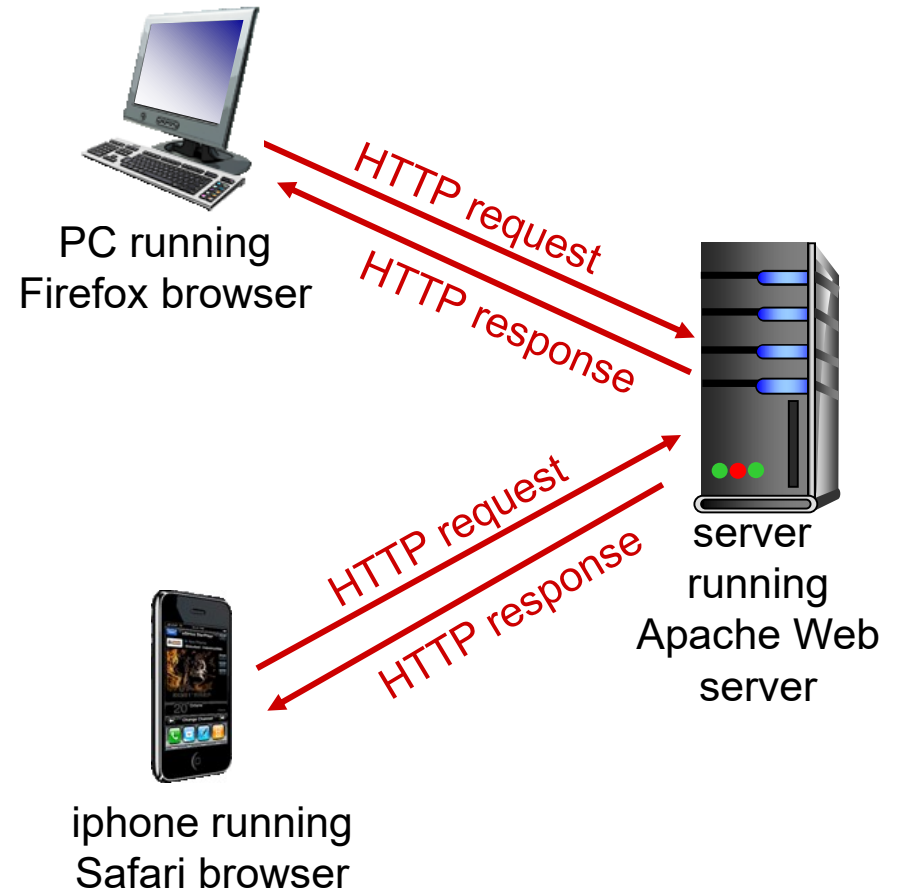 HTTP request
HTTP response
PC running
Firefox browser
HTTP request
HTTP response
server
running
Apache Web
server
iphone running
Safari browser